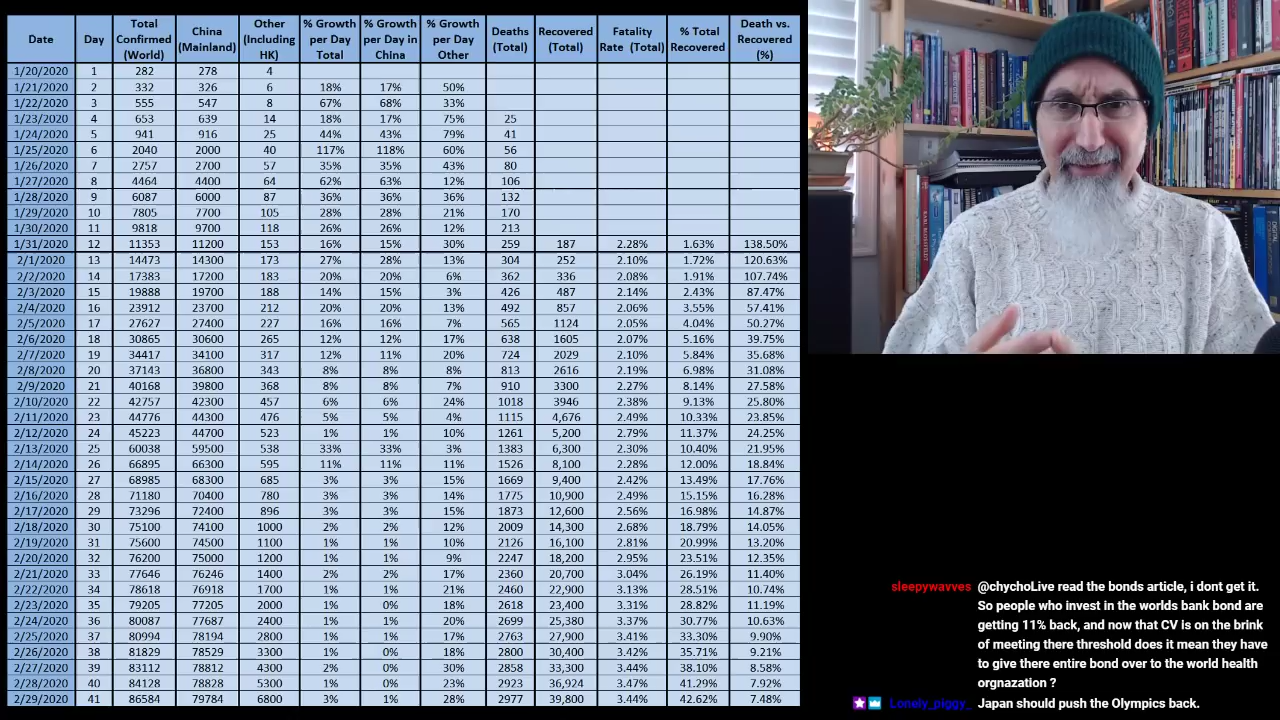 Date Day Total Confirmed (World) China (Mainland) Other (Including HK) % Growth per Day Total % Growth per Day in China % Growth per Day Other Deaths (Total) Recovered (Total) Fatality Rate (Total) % Total Recovered Death vs. Recovered (%)
1/20/2020 1 282 278 4
1/21/2020 2 332 326 6 18% 17% 50%
1/22/2020 3 555 547 8 67% 68% 33%
1/23/2020 4 653 639 14 18% 17% 75% 25
1/24/2020 5 941 916 25 44% 43% 79% 41
1/25/2020 6 2040 2000 40 117% 118% 60% 56
1/26/2020 7 2757 2700 57 35% 35% 43% 80
1/27/2020 8 4464 4400 64 62% 63% 12% 106
1/28/2020 9 6087 6000 87 36% 36% 36% 132
1/29/2020 10 7805 7700 105 28% 28% 21% 170
1/30/2020 11 9818 9700 118 26% 26% 12% 213
1/31/2020 12 11353 11200 153 16% 15% 30% 259 187 2.28% 1.63% 138.50%
2/1/2020 13 14473 14300 173 27% 28% 13% 304 252 2.10% 1.72% 120.63%
2/2/2020 14 17383 17200 183 20% 20% 6% 362 336 2.08% 1.91% 107.74%
2/3/2020 15 19888 19700 188 14% 15% 3% 426 487 2.14% 2.43% 87.47%
2/4/2020 16 23912 23700 212 20% 20% 13% 492 857 2.06% 3.55% 57.41%
2/5/2020 17 27627 27400 227 16% 16% 7% 565 1124 2.05% 4.04% 50.27%
2/6/2020 18 30865 30600 265 12% 12% 17% 638 1605 2.07% 5.16% 39.75%
2/7/2020 19 34417 34100 317 12% 11% 20% 724 2029 2.10% 5.84% 35.68%
2/8/2020 20 37143 36800 343 8% 8% 8% 813 2616 2.19% 6.98% 31.08%
2/9/2020 21 40168 39800 368 8% 8% 7% 910 3300 2.27% 8.14% 27.58%
2/10/2020 22 42757 42300 457 6% 6% 24% 1018 3946 2.38% 9.13% 25.80%
2/11/2020 23 44776 44300 476 5% 5% 4% 1115 4,676 2.49% 10.33% 23.85%
2/12/2020 24 45223 44700 523 1% 1% 10% 1261 5,200 2.79% 11.37% 24.25%
2/13/2020 25 60038 59500 538 33% 33% 3% 1383 6,300 2.30% 10.40% 21.95%
2/14/2020 26 66895 66300 595 11% 11% 11% 1526 8,100 2.28% 12.00% 18.84%
2/15/2020 27 68985 68300 685 3% 3% 15% 1669 9,400 2.42% 13.49% 17.76%
2/16/2020 28 71180 70400 780 3% 3% 14% 1775 10,900 2.49% 15.15% 16.28%
2/17/2020 29 73296 72400 896 3% 3% 15% 1873 12,600 2.56% 16.98% 14.87%
2/18/2020 30 75100 74100 1000 2% 2% 12% 2009 14,300 2.68% 18.79% 14.05%
2/19/2020 31 75600 74500 1100 1% 1% 10% 2126 16,100 2.81% 20.99% 13.20%
2/20/2020 32 76200 75000 1200 1% 1% 9% 2247 18,200 2.95% 23.51% 12.35%
2/21/2020 33 77646 76246 1400 2% 2% 17% 2360 20,700 3.04% 26.19% 11.40%
2/22/2020 34 78618 76918 1700 1% 1% 21% 2460 22,900 3.13% 28.51% 10.74%
2/23/2020 35 79205 77205 2000 1% 0% 18% 2618 23,400 3.31% 28.82% 11.19%
2/24/2020 36 80087 77687 2400 1% 1% 20% 2699 25,380 3.37% 30.77% 10.63%
2/25/2020 37 80994 78194 2800 1% 1% 17% 2763 27,900 3.41% 33.30% 9.90%
2/26/2020 38 81829 78529 3300 1% 0% 18% 2800 30,400 3.42% 35.71% 9.21%
2/27/2020 39 83112 78812 4300 2% 0% 30% 2858 33,300 3.44% 38.10% 8.58%
2/28/2020 40 84128 78828 5300 1% 0% 23% 2923 36,924 3.47% 41.29% 7.92%
2/29/2020 41 86584 79784 6800 3% 1% 28% 2977 39,800 3.44% 42.62% 7.48%
sleepywavves @chychoLive read the bonds article, i dont get it.
So people who invest in the worlds bank bond are
getting 11% back, and now that CV is on the brink
of meeting there threshold does it mean they have
to give there entire bond over to the world health
orgnazation ?
Lonely_piggy_ Japan should push the Olympics back.